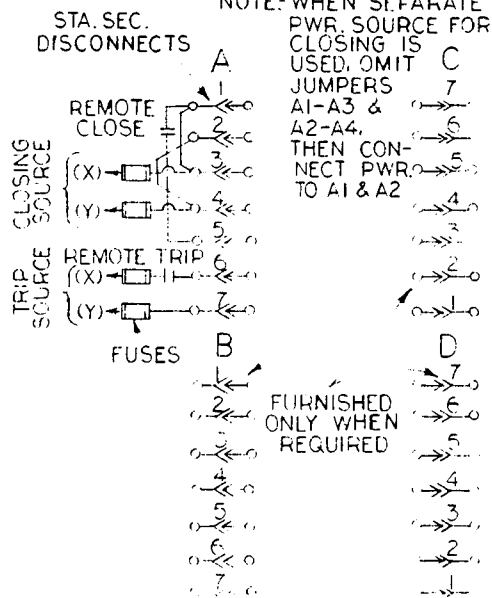 NOTE: WHEN SEPARATE
PWR. SOURCE FOR
CLOSING IS
USED, OMIT
JUMPERS
A1-A3 &
A2-A4,
THEN CON-
NECT PWR.
TO A1 & A2
STA. SEC.
DISCONNECTS
A
1
2
3
4
5
6
7
REMOTE
CLOSE
CLOSING
SOURCE
(X)
(Y)
REMOTE TRIP
TRIP
SOURCE
(X)
(Y)
FUSES
C
7
6
5
4
3
2
1
B
1
2
3
4
5
6
7
FURNISHED
ONLY WHEN
REQUIRED
D
7
6
5
4
3
2
1